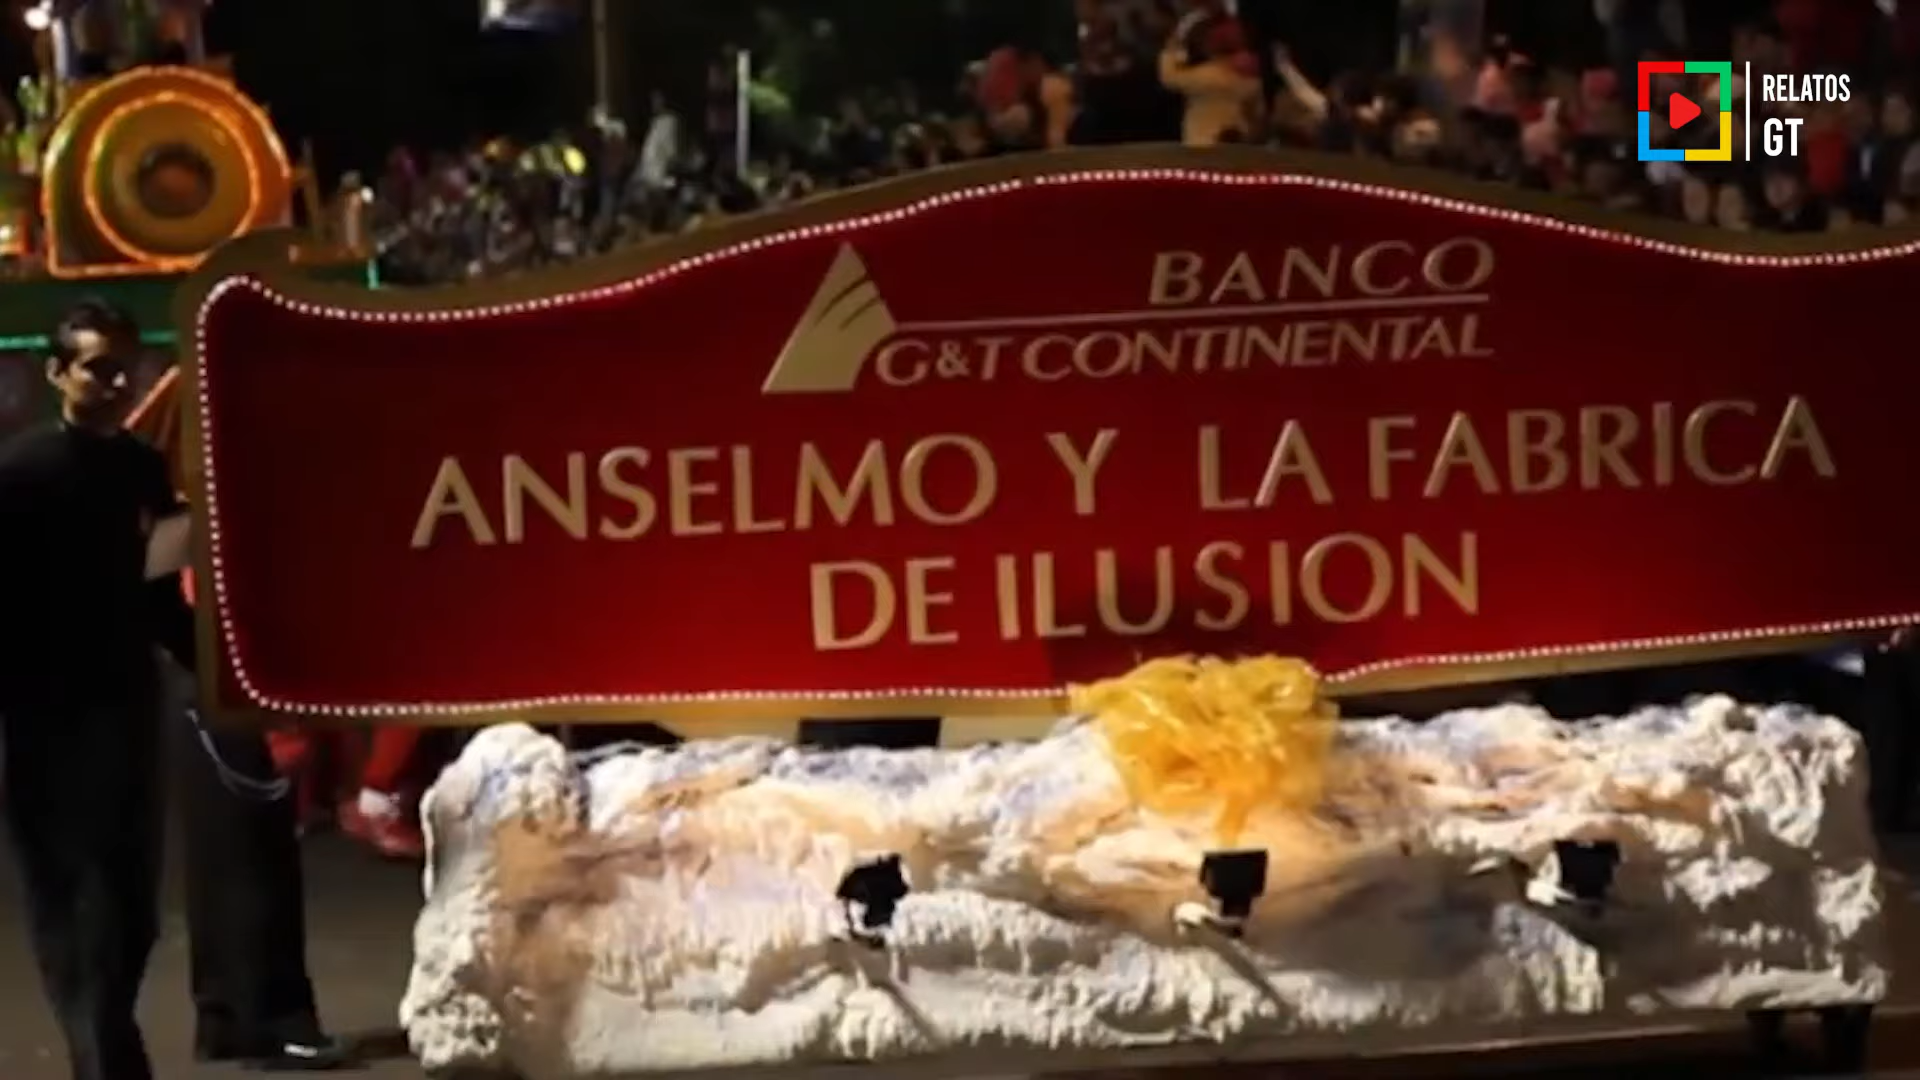 RELATOS
GT
BANCO
G&T CONTINENTAL
ANSELMO Y LA FABRICA
DE ILUSION